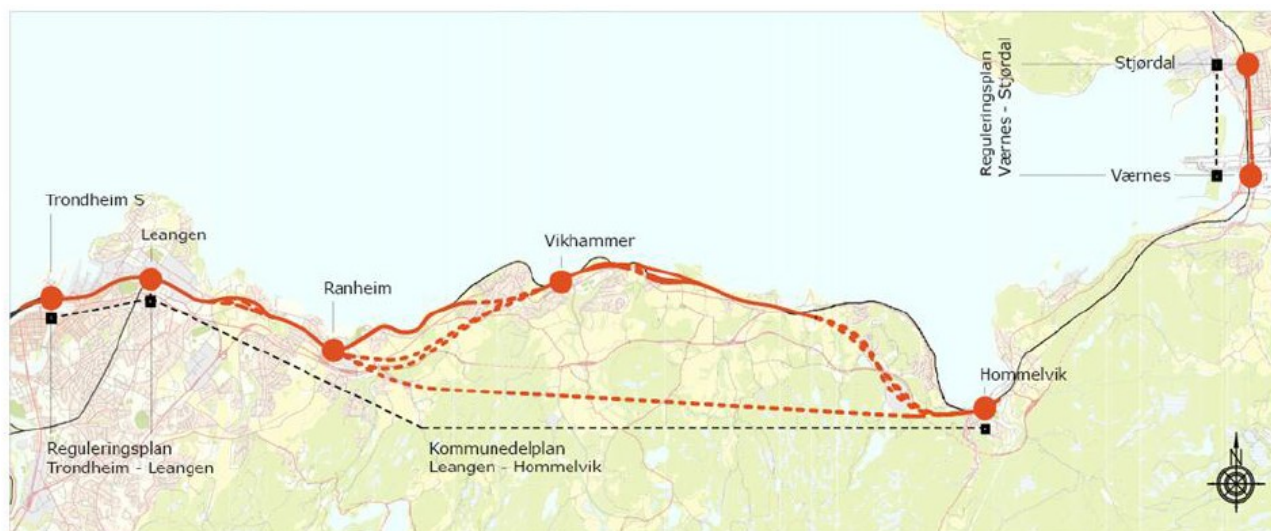 Reguleringsplan
Værnes - Stjørdal
Stjørdal
Værnes
Trondheim S
Leangen
Vikhammer
Ranheim
Hommelvik
Reguleringsplan
Trondheim - Leangen
Kommunedelplan
Leangen - Hommelvik
N